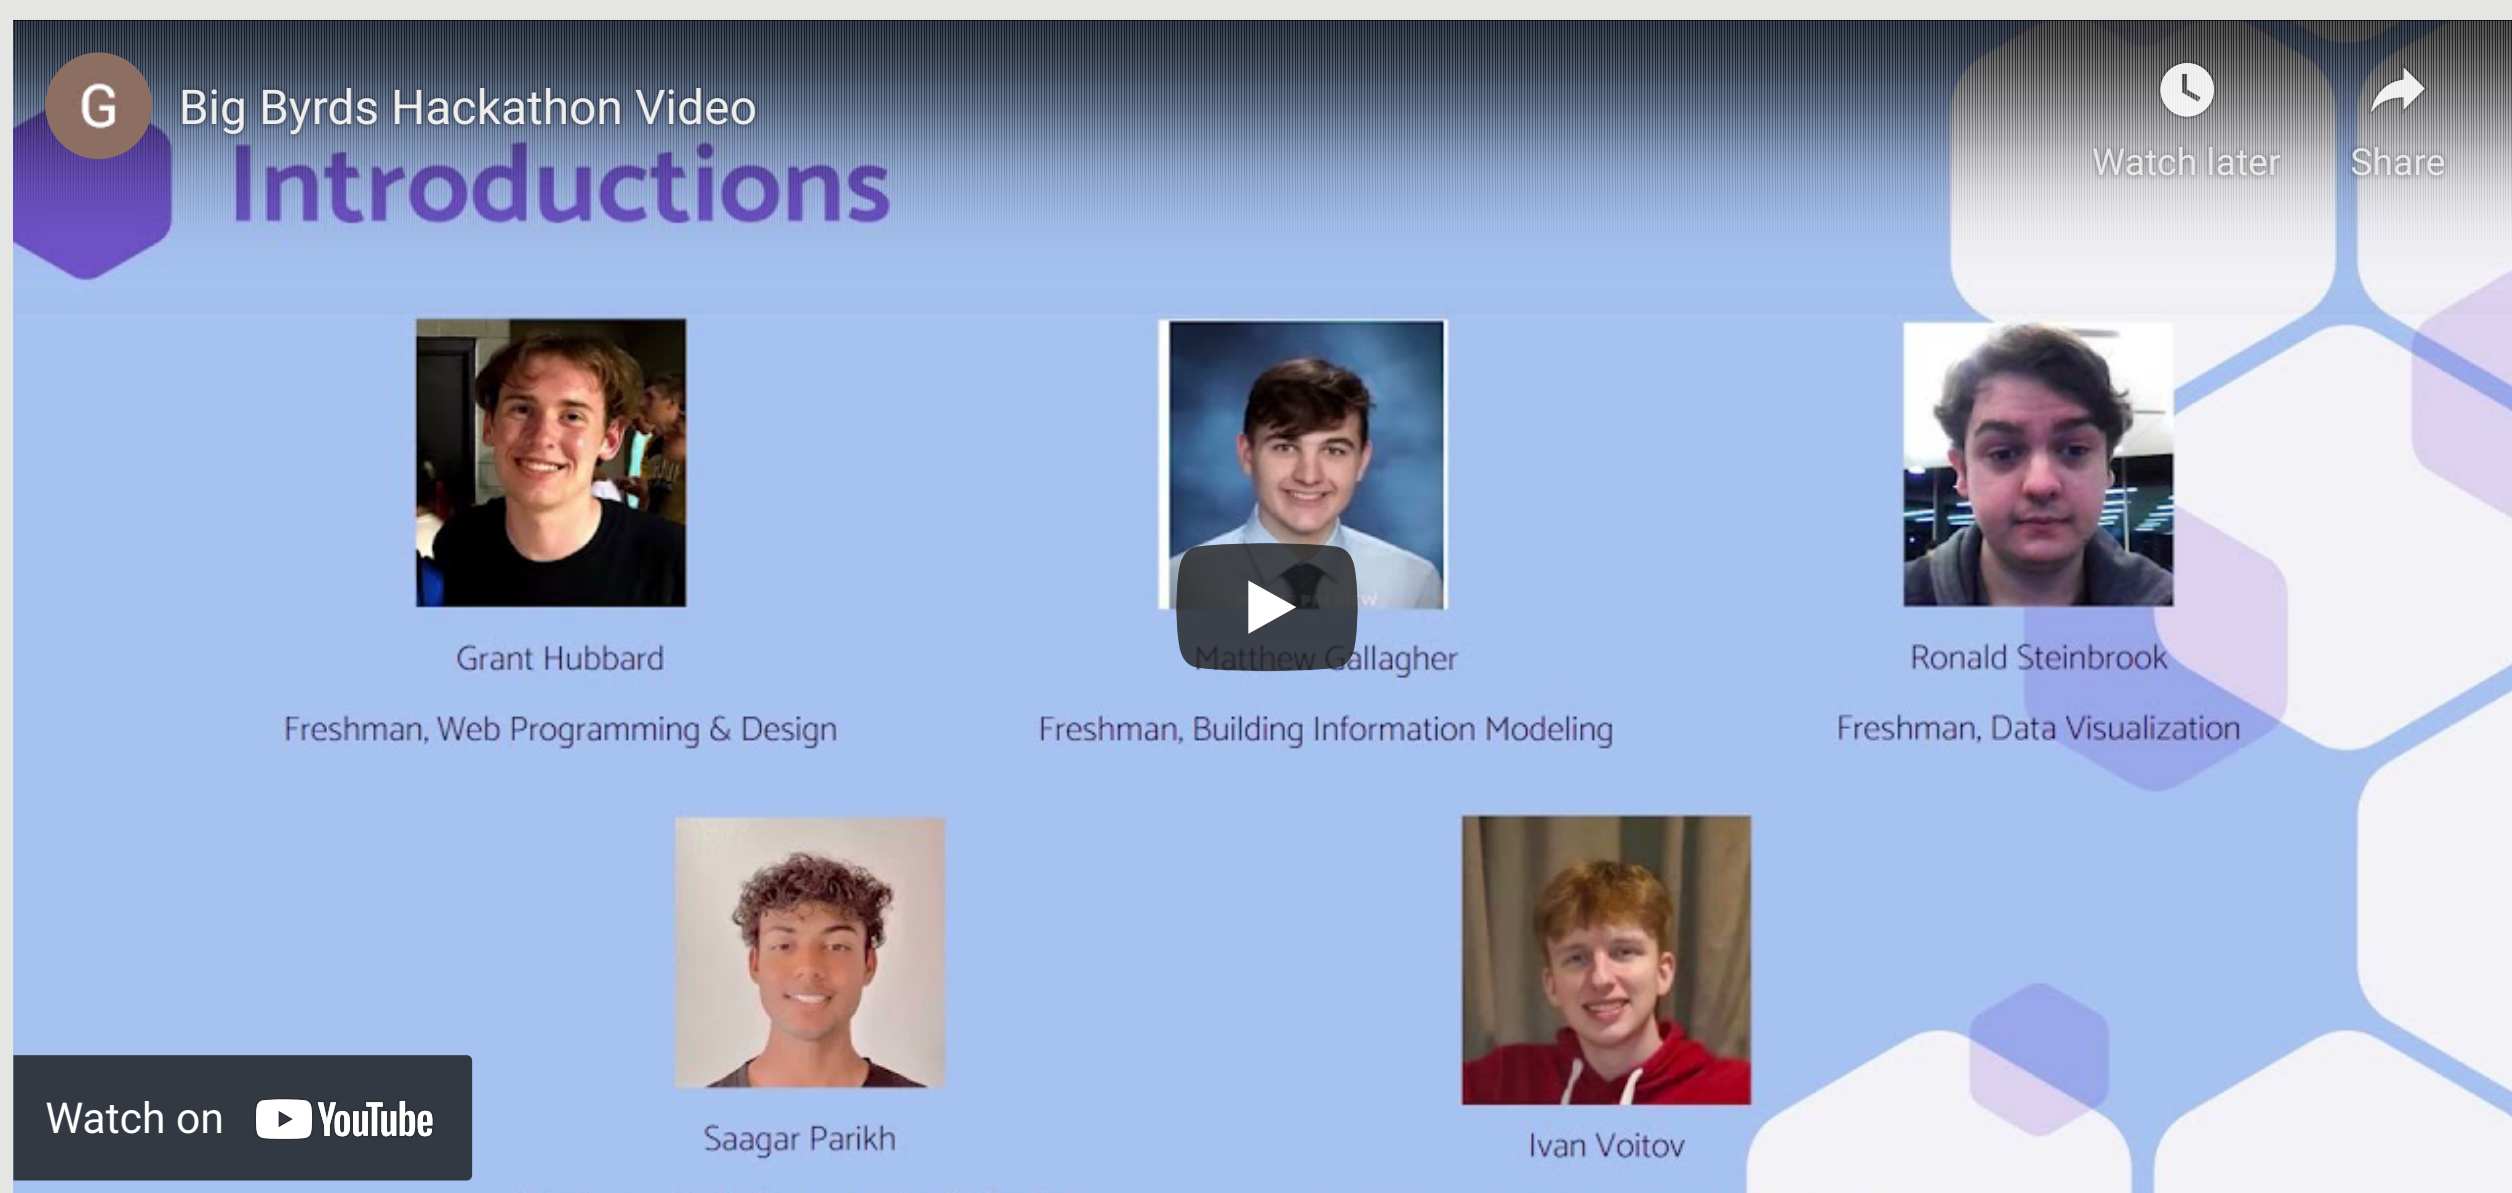 G
Big Byrds Hackathon Video
Watch later
Share
Introductions
Grant Hubbard
Matthew Gallagher
Ronald Steinbrook
Freshman, Web Programming & Design
Freshman, Building Information Modeling
Freshman, Data Visualization
Saagar Parikh
Ivan Voitov
Watch on YouTube